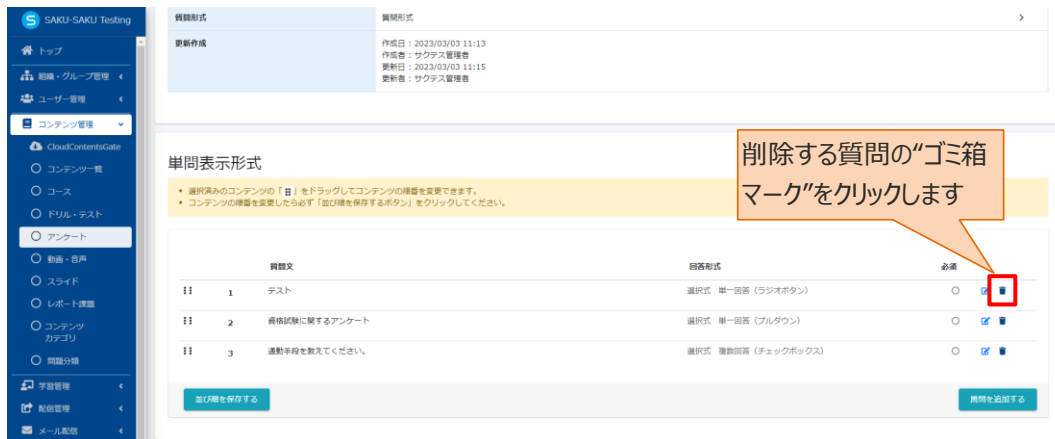 SAKU-SAKU Testing
トップ
組織・グループ管理
ユーザー管理
コンテンツ管理
CloudContentsGate
コンテンツ一覧
コース
ドリル・テスト
アンケート
動画・音声
スライド
レポート課題
コンテンツ
カテゴリ
問題分類
学習管理
配信管理
メール配信
質問形式
質問形式
更新作成
作成日：2023/03/03 11:13
作成者：サクテス管理者
更新日：2023/03/03 11:15
更新者：サクテス管理者
単問表示形式
• 選択済みのコンテンツの「⠿」をドラッグしてコンテンツの順番を変更できます。
• コンテンツの順番を変更したら必ず「並び順を保存するボタン」をクリックしてください。
削除する質問の“ゴミ箱
マーク”をクリックします
質問文 回答形式 必須
1 テスト 選択式 単一回答（ラジオボタン）
2 資格試験に関するアンケート 選択式 単一回答（プルダウン）
3 通勤手段を教えてください。 選択式 複数回答（チェックボックス）
並び順を保存する
質問を追加する